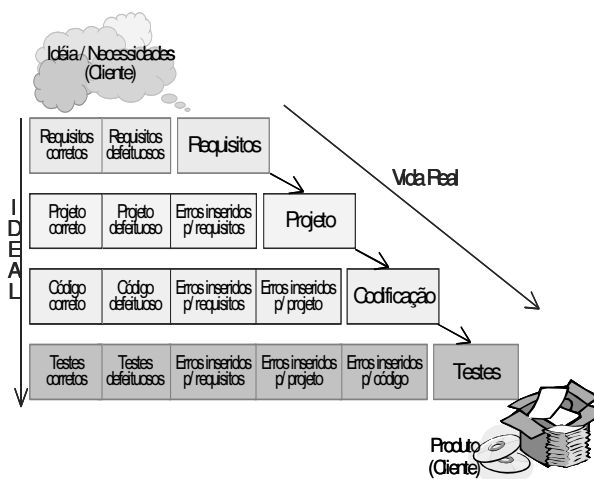 Idéia / Necessidades
(Cliente)
Requisitos
corretos
Requisitos
defeituosos
Requisitos
Vida Real
IDEAL
Projeto
correto
Projeto
defeituoso
Erros inseridos
p/ requisitos
Projeto
Código
correto
Código
defeituoso
Erros inseridos
p/ requisitos
Erros inseridos
p/ projeto
Codificação
Testes
corretos
Testes
defeituosos
Erros inseridos
p/ requisitos
Erros inseridos
p/ projeto
Erros inseridos
p/ código
Testes
Produto
(Cliente)